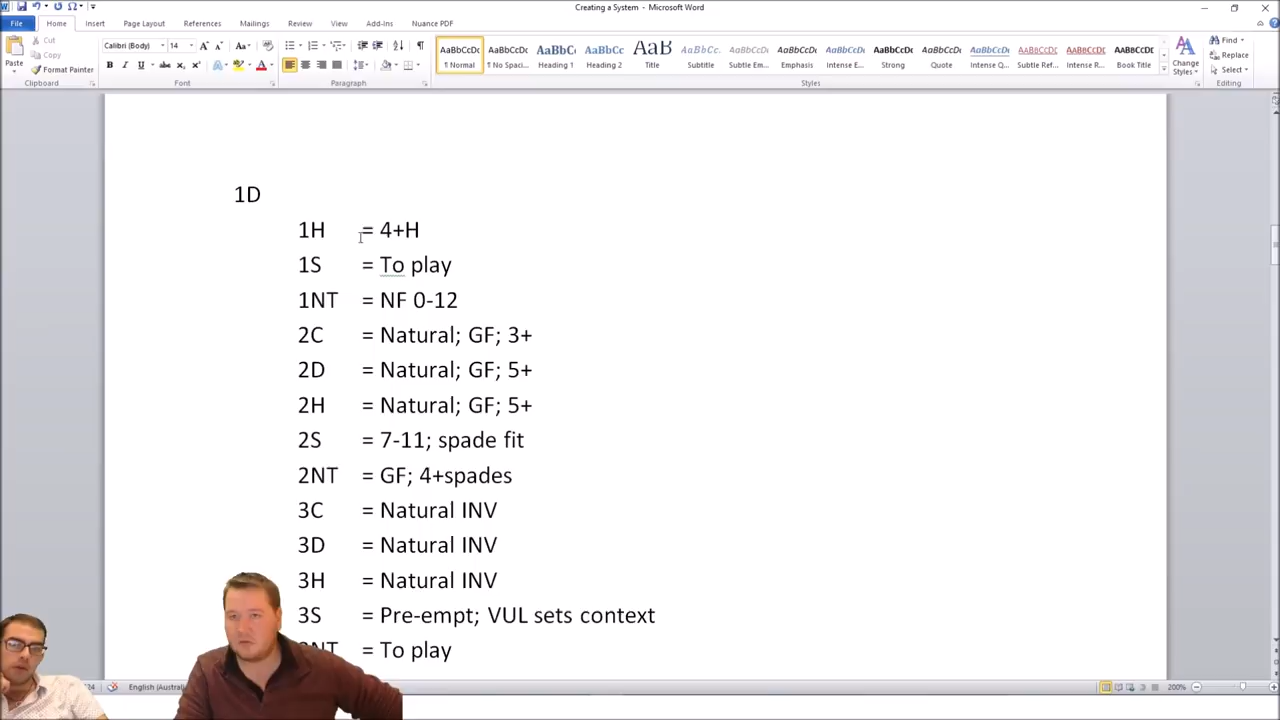 Creating a System - Microsoft Word
File Home Insert Page Layout References Mailings Review View Add-Ins Nuance PDF
Cut
Copy
Format Painter
Paste
Clipboard
Calibri (Body) 14
Font
Paragraph
AaBbCcDc AaBbCcDc AaBbC AaBbCc AaB AaBbCcL AaBbCcDc AaBbCcDc AaBbCcDc AaBbCcDc AaBbCcDc AaBbCcDc AaBbCcDc AaBbCcDc
¶ Normal ¶ No Spaci... Heading 1 Heading 2 Title Subtitle Subtle Em... Emphasis Intense E... Strong Quote Intense Q... Subtle Ref... Intense R... Book Title
Styles
Change Styles
Find
Replace
Select
Editing
1D
1H = 4+H
1S = To play
1NT = NF 0-12
2C = Natural; GF; 3+
2D = Natural; GF; 5+
2H = Natural; GF; 5+
2S = 7-11; spade fit
2NT = GF; 4+spades
3C = Natural INV
3D = Natural INV
3H = Natural INV
3S = Pre-empt; VUL sets context
= To play
English (Austral
200%